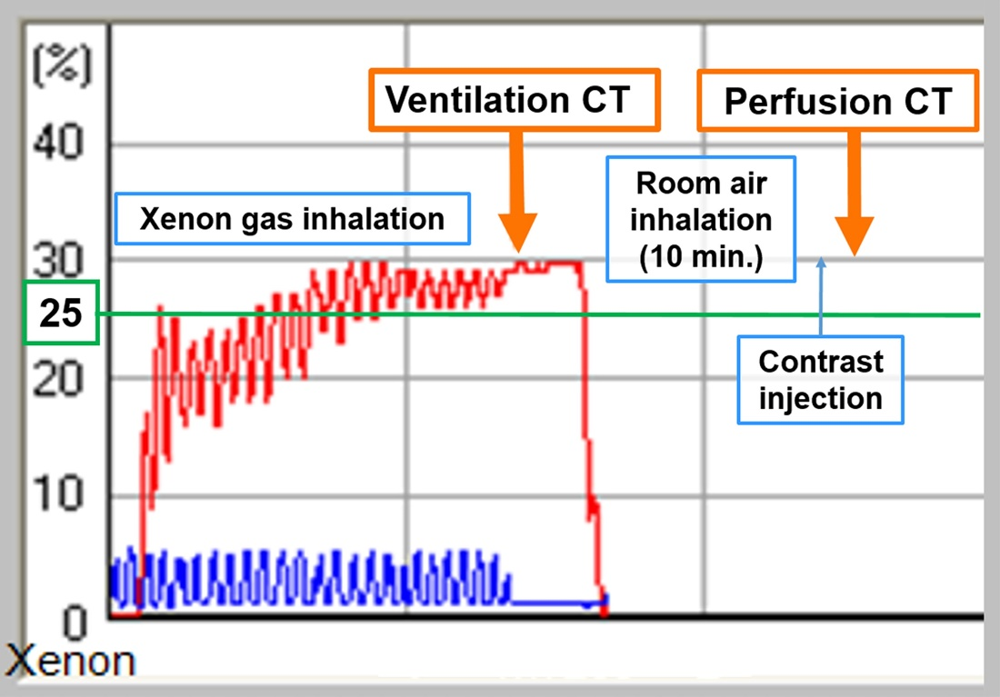 (%)
40
30
25
20
10
0
Xenon
Ventilation CT
Perfusion CT
Xenon gas inhalation
Room air
inhalation
(10 min.)
Contrast
injection